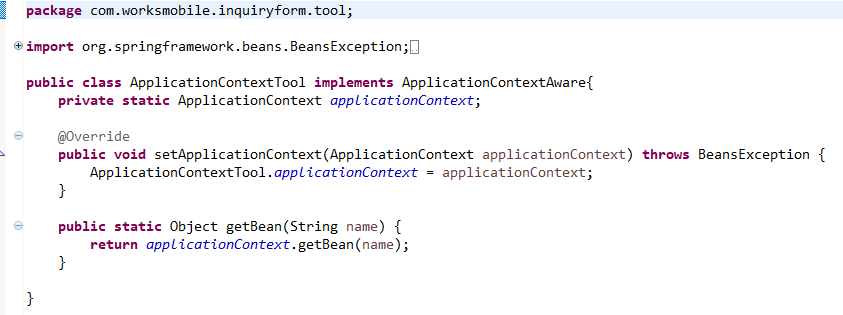 package com.worksmobile.inquiryform.tool;
import org.springframework.beans.BeansException;
public class ApplicationContextTool implements ApplicationContextAware{
private static ApplicationContext applicationContext;
@Override
public void setApplicationContext(ApplicationContext applicationContext) throws BeansException {
ApplicationContextTool.applicationContext = applicationContext;
}
public static Object getBean(String name) {
return applicationContext.getBean(name);
}
}